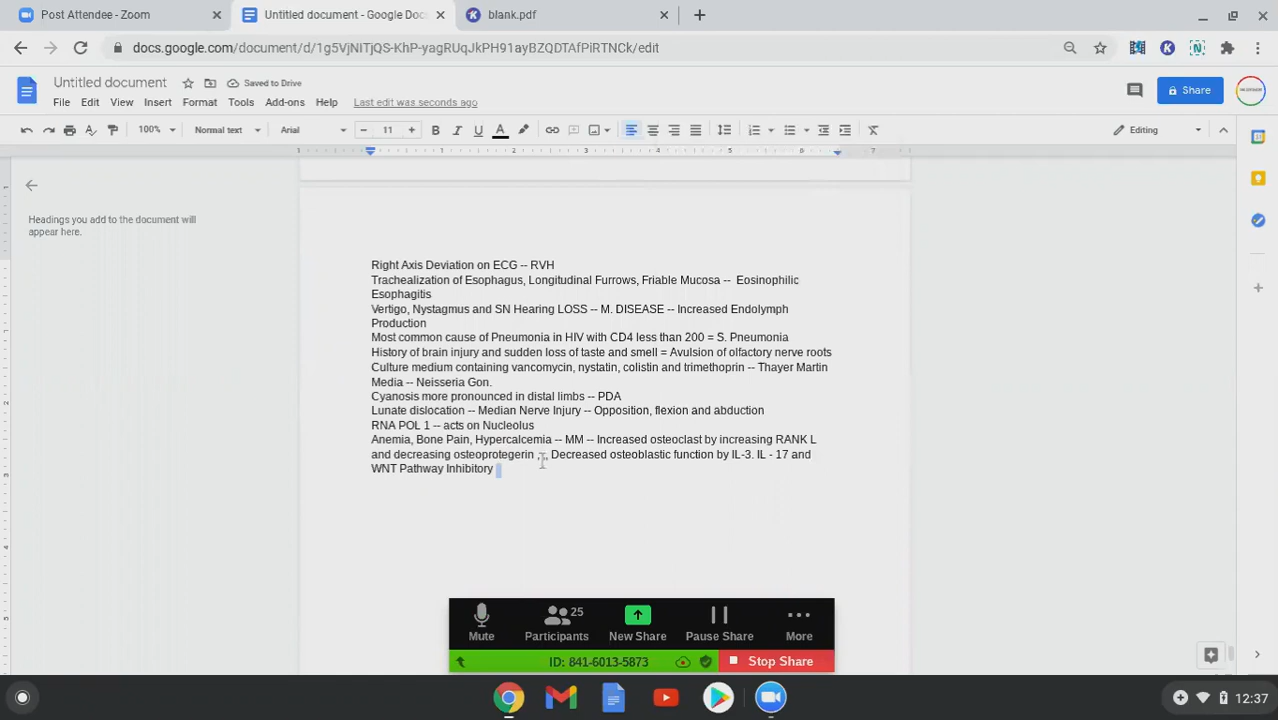 Post Attendee - Zoom
Untitled document - Google Docs
blank.pdf
docs.google.com/document/d/1g5VjNITjQS-KhP-yagRUqJkPH91ayBZQDTAfPiRTNCk/edit
Untitled document
Saved to Drive
File Edit View Insert Format Tools Add-ons Help Last edit was seconds ago
Share
100% Normal text Arial 11 Editing
1 1 2 3 4 5 6 7
Headings you add to the document will
appear here.
Right Axis Deviation on ECG -- RVH
Trachealization of Esophagus, Longitudinal Furrows, Friable Mucosa -- Eosinophilic
Esophagitis
Vertigo, Nystagmus and SN Hearing LOSS -- M. DISEASE -- Increased Endolymph
Production
Most common cause of Pneumonia in HIV with CD4 less than 200 = S. Pneumonia
History of brain injury and sudden loss of taste and smell = Avulsion of olfactory nerve roots
Culture medium containing vancomycin, nystatin, colistin and trimethoprin -- Thayer Martin
Media -- Neisseria Gon.
Cyanosis more pronounced in distal limbs -- PDA
Lunate dislocation -- Median Nerve Injury -- Opposition, flexion and abduction
RNA POL 1 -- acts on Nucleolus
Anemia, Bone Pain, Hypercalcemia -- MM -- Increased osteoclast by increasing RANK L
and decreasing osteoprotegerin ,, Decreased osteoblastic function by IL-3. IL - 17 and
WNT Pathway Inhibitory
25
Mute Participants New Share Pause Share More
ID: 841-6013-5873 Stop Share
12:37